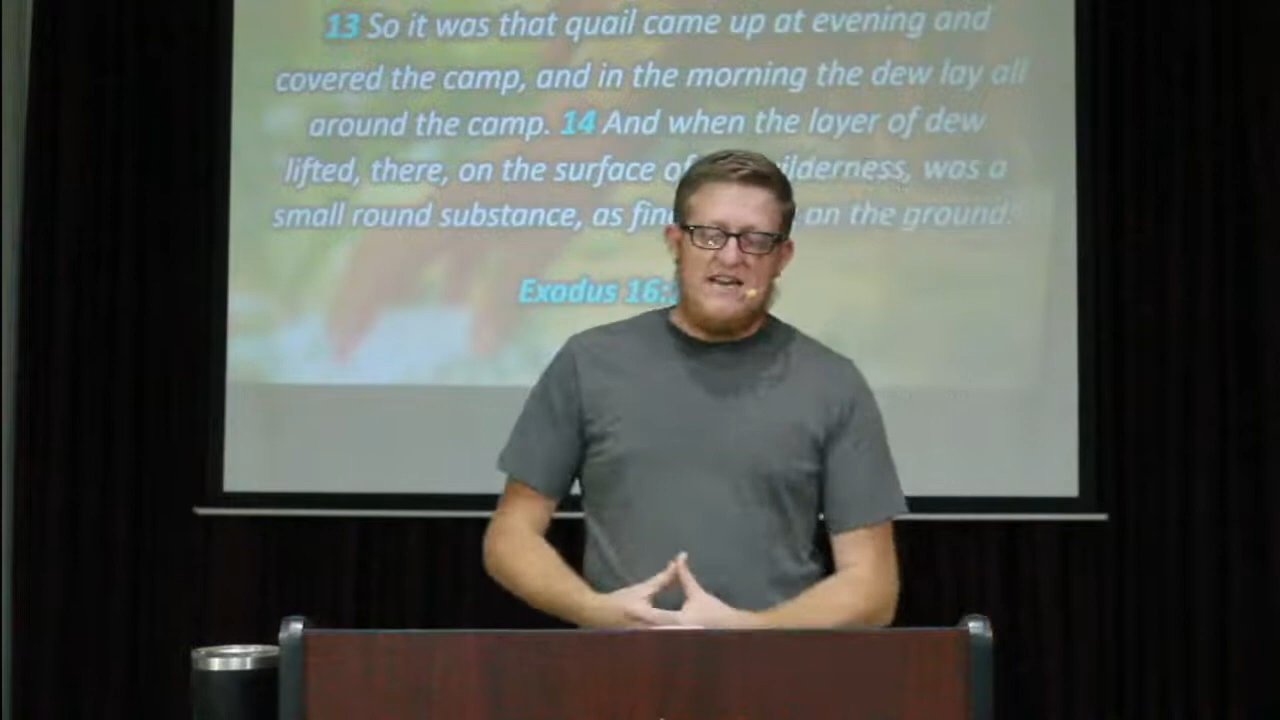 13 So it was that quail came up at evening and
covered the camp, and in the morning the dew lay all
around the camp. 14 And when the layer of dew
lifted, there, on the surface of ilderness, was a
small round substance, as fin on the ground.
Exodus 16: